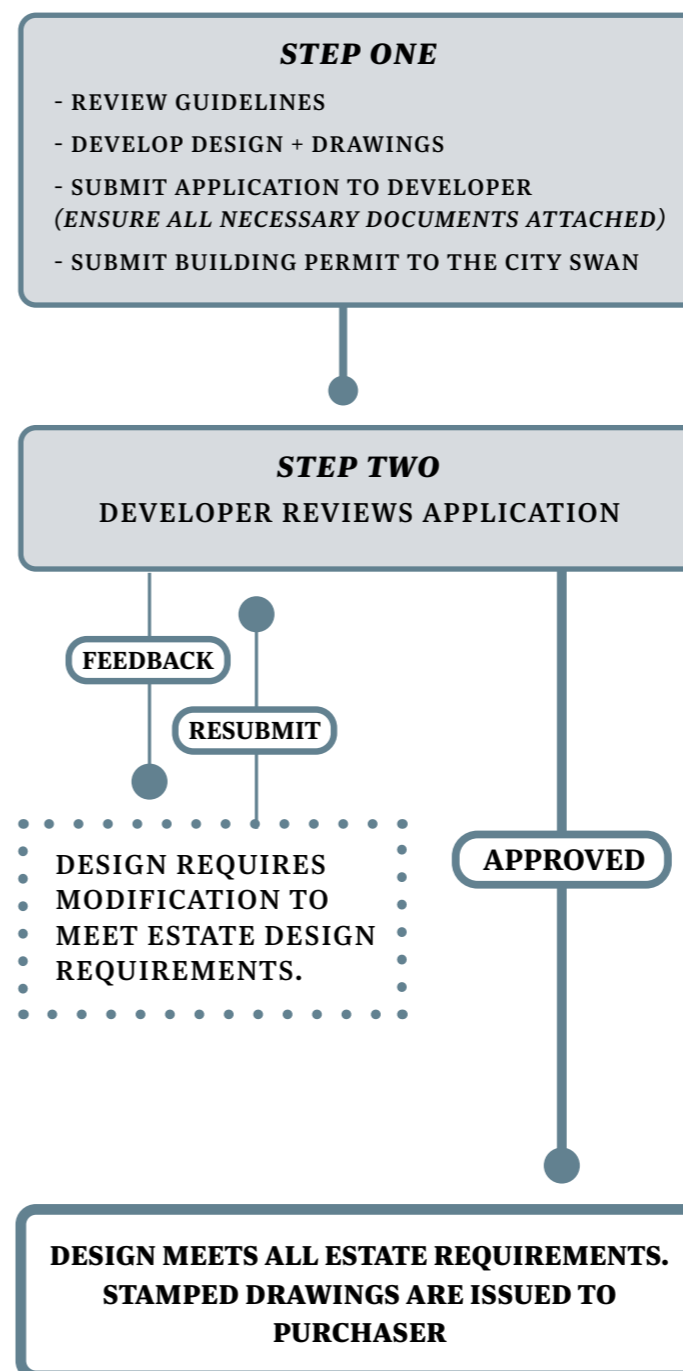 STEP ONE
- REVIEW GUIDELINES
- DEVELOP DESIGN + DRAWINGS
- SUBMIT APPLICATION TO DEVELOPER
(ENSURE ALL NECESSARY DOCUMENTS ATTACHED)
- SUBMIT BUILDING PERMIT TO THE CITY SWAN
STEP TWO
DEVELOPER REVIEWS APPLICATION
FEEDBACK
RESUBMIT
DESIGN REQUIRES
MODIFICATION TO
MEET ESTATE DESIGN
REQUIREMENTS.
APPROVED
DESIGN MEETS ALL ESTATE REQUIREMENTS.
STAMPED DRAWINGS ARE ISSUED TO
PURCHASER